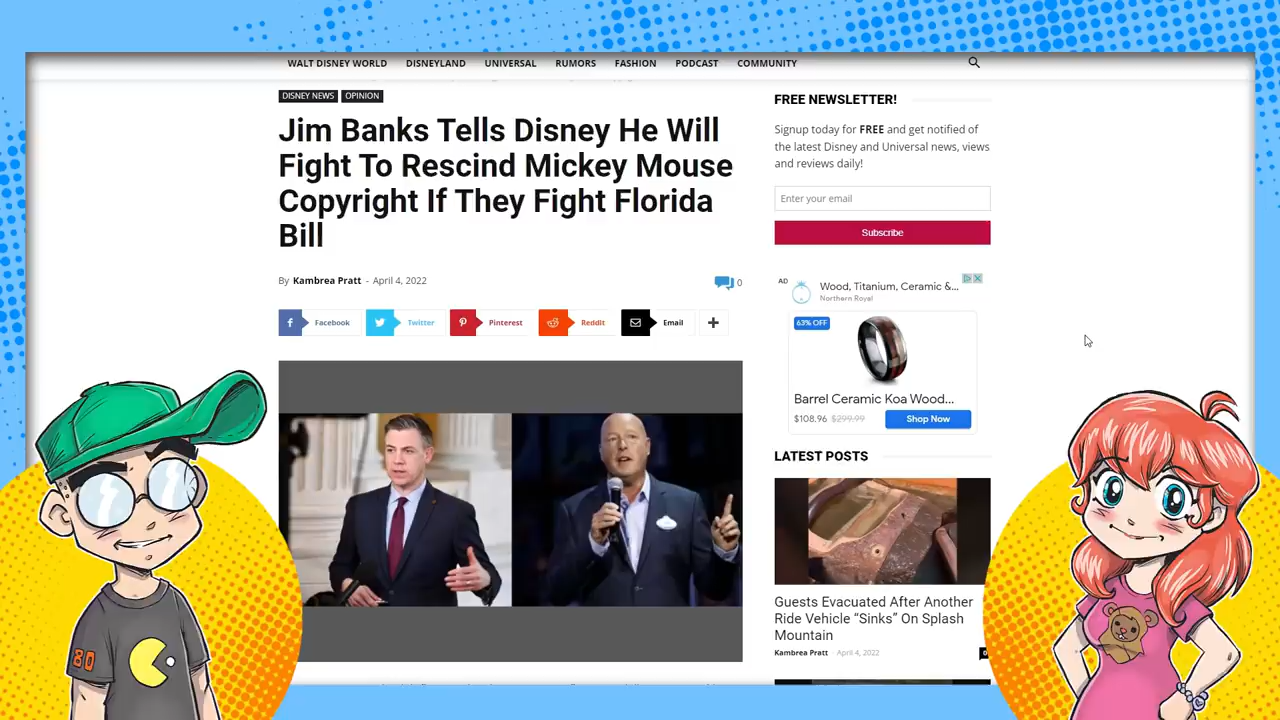 WALT DISNEY WORLD DISNEYLAND UNIVERSAL RUMORS FASHION PODCAST COMMUNITY
DISNEY NEWS OPINION
Jim Banks Tells Disney He Will
Fight To Rescind Mickey Mouse
Copyright If They Fight Florida
Bill
By Kambrea Pratt - April 4, 2022
0
Facebook Twitter Pinterest ReddIt Email
FREE NEWSLETTER!
Signup today for FREE and get notified of
the latest Disney and Universal news, views
and reviews daily!
Enter your email
Subscribe
AD
Wood, Titanium, Ceramic &...
Northern Royal
63% OFF
Barrel Ceramic Koa Wood...
$108.96 $299.99
Shop Now
LATEST POSTS
Guests Evacuated After Another
Ride Vehicle “Sinks” On Splash
Mountain
Kambrea Pratt - April 4, 2022
80